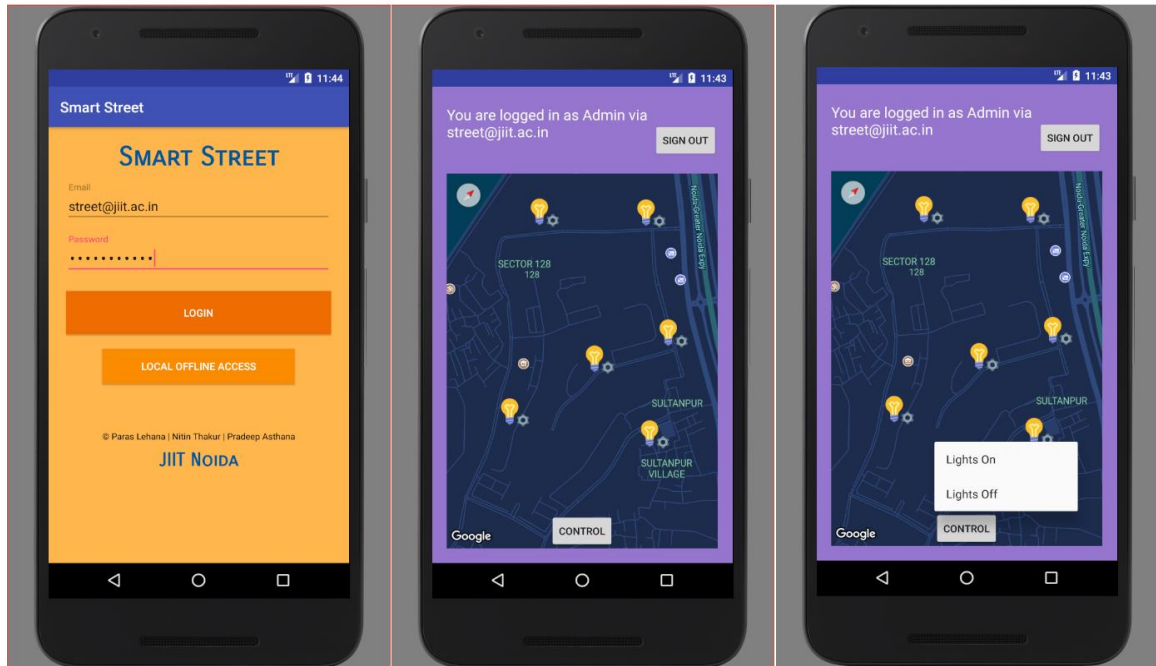 11:44
Smart Street
SMART STREET
Email
street@jiit.ac.in
Password
LOGIN
LOCAL OFFLINE ACCESS
© Paras Lehana | Nitin Thakur | Pradeep Asthana
JIIT NOIDA
11:43
You are logged in as Admin via
street@jiit.ac.in
SIGN OUT
Noida-Greater Noida Expy
SECTOR 128
128
SULTANPUR
SULTANPUR
VILLAGE
Google
CONTROL
11:43
You are logged in as Admin via
street@jiit.ac.in
SIGN OUT
Noida-Greater Noida Expy
SECTOR 128
128
SULTANPUR
Lights On
Lights Off
Google
CONTROL